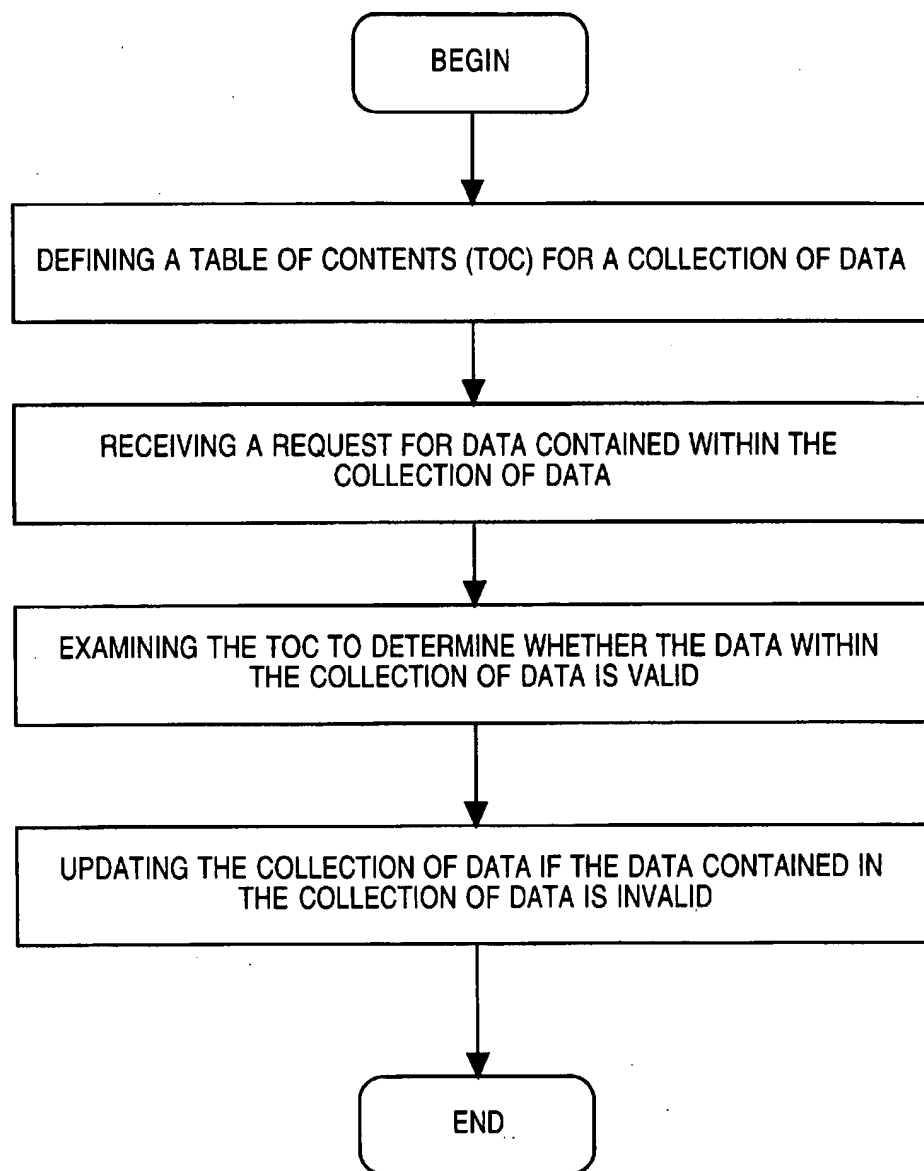 BEGIN
DEFINING A TABLE OF CONTENTS (TOC) FOR A COLLECTION OF DATA
RECEIVING A REQUEST FOR DATA CONTAINED WITHIN THE
COLLECTION OF DATA
EXAMINING THE TOC TO DETERMINE WHETHER THE DATA WITHIN
THE COLLECTION OF DATA IS VALID
UPDATING THE COLLECTION OF DATA IF THE DATA CONTAINED IN
THE COLLECTION OF DATA IS INVALID
END